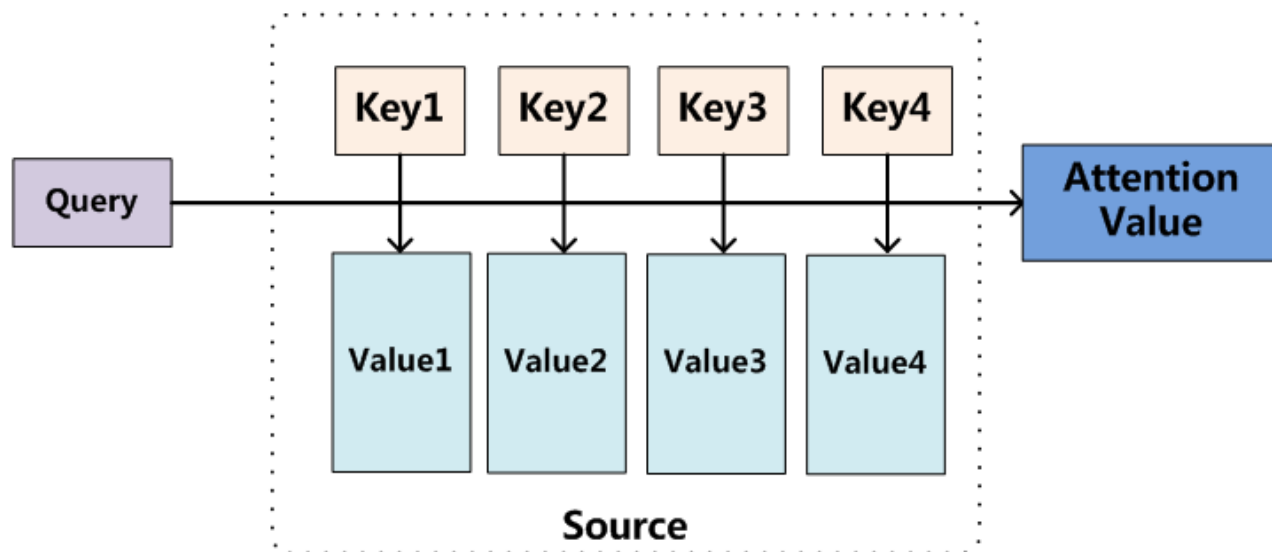 Key1
Key2
Key3
Key4
Query
Attention
Value
Value1
Value2
Value3
Value4
Source